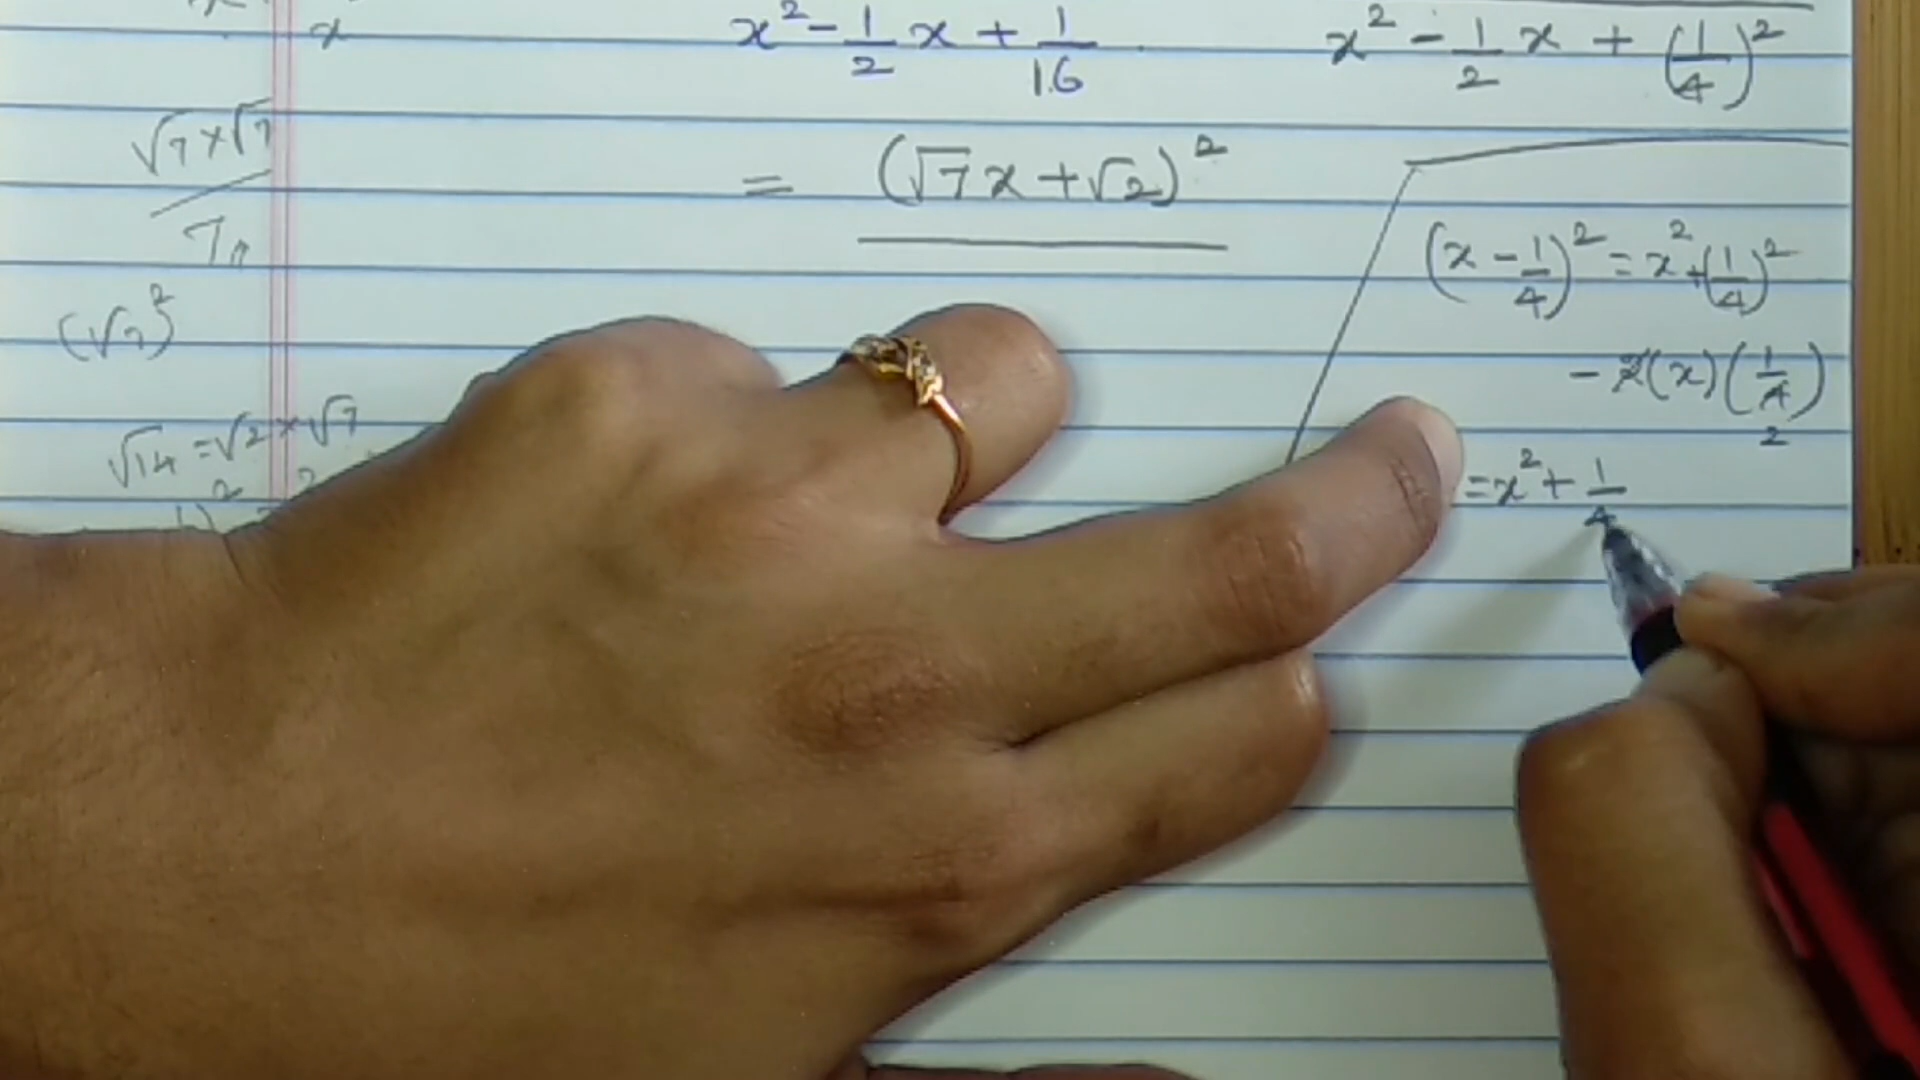 x
x² - 1/2 x + 1/16
x² - 1/2 x + (1/4)²
√7 × √7
7
= (√7x + √2)²
(x - 1/4)² = x² + (1/4)²
- 2(x)(1/4)
2
(√7)²
√14 = √2 × √7
= x² + 1/4